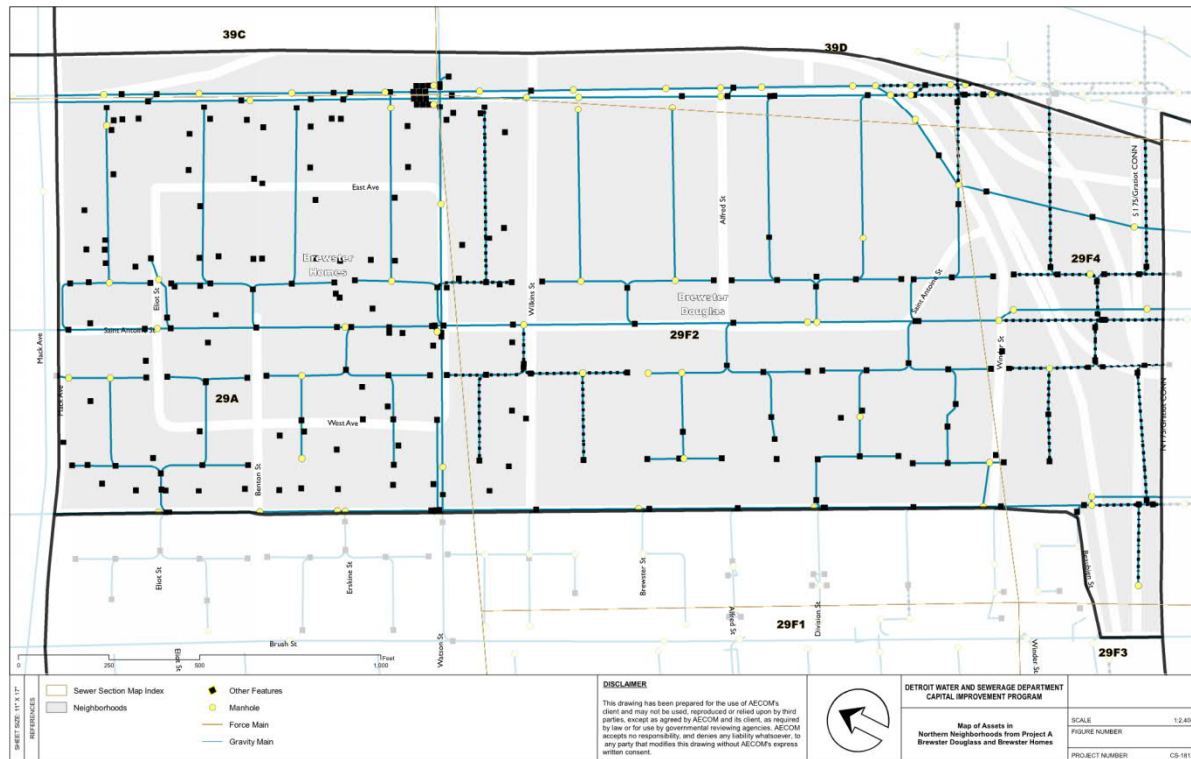 39C
39D
S I 75/Gratiot CONN
East Ave
Alfred St
Brewster
Homes
29F4
Eliot St
Wilkins St
Brewster
Douglas
Saint Antoine St
Saint Antoine St
29F2
Mack Ave
Winder St
Mack Ave
29A
West Ave
N I 75/Gratiot CONN
Benton St
Eliot St
Erskine St
Brewster St
Alfred St
Division St
29F1
Brush St
Eliot St
Watson St
Winder St
29F3
0 250 500 1,000
Feet
SHEET SIZE: 11" X 17"
REFERENCES
Sewer Section Map Index
Neighborhoods
Other Features
Manhole
Force Main
Gravity Main
DISCLAIMER
This drawing has been prepared for the use of AECOM's
client and may not be used, reproduced or relied upon by third
parties, except as agreed by AECOM and its client, as required
by law or for use by governmental reviewing agencies. AECOM
accepts no responsibility, and denies any liability whatsoever, to
any party that modifies this drawing without AECOM's express
written consent.
DETROIT WATER AND SEWERAGE DEPARTMENT
CAPITAL IMPROVEMENT PROGRAM
Map of Assets in
Northern Neighborhoods from Project A
Brewster Douglass and Brewster Homes
SCALE
FIGURE NUMBER
PROJECT NUMBER